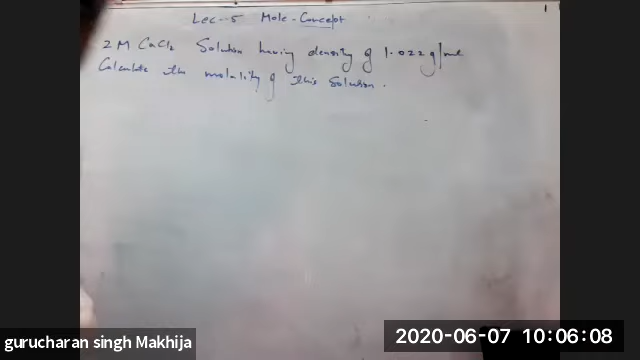 Lec-5 Mole-Concept
1
2 M CaCl2 Solution having density of 1.022 g/ml
Calculate the molality of this solution.
gurucharan singh Makhija
2020-06-07 10:06:08